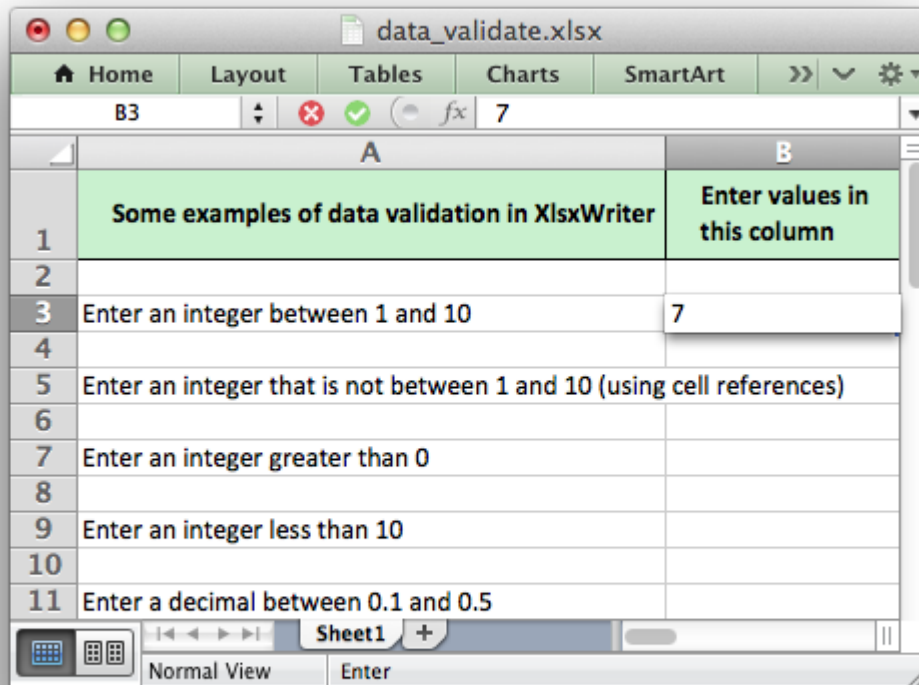 data_validate.xlsx
Home Layout Tables Charts SmartArt
B3 fx 7
A B
1 Some examples of data validation in XlsxWriter Enter values in
this column
2
3 Enter an integer between 1 and 10 7
4
5 Enter an integer that is not between 1 and 10 (using cell references)
6
7 Enter an integer greater than 0
8
9 Enter an integer less than 10
10
11 Enter a decimal between 0.1 and 0.5
Sheet1
Normal View Enter